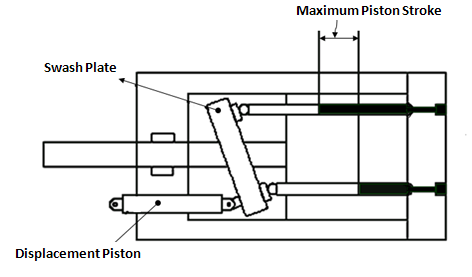 Maximum Piston Stroke
Swash Plate
Displacement Piston